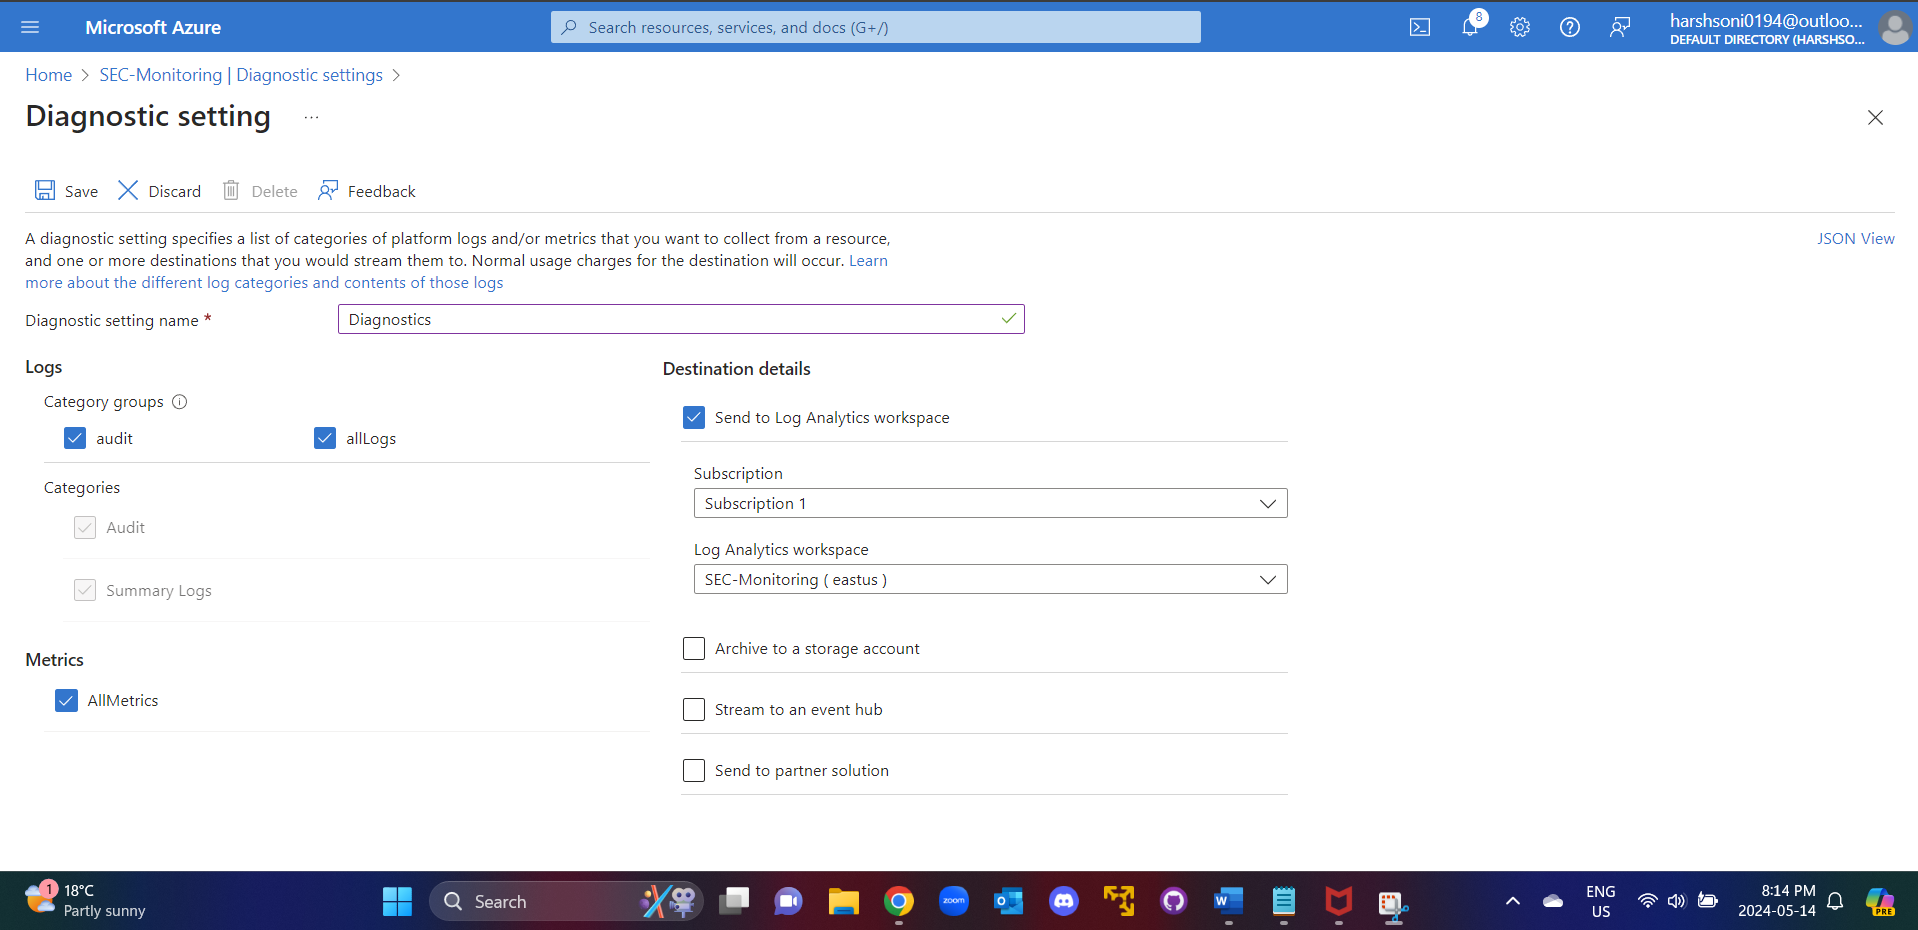 Microsoft Azure
Search resources, services, and docs (G+/)
8
harshsoni0194@outloo...
DEFAULT DIRECTORY (HARSHSO...
Home > SEC-Monitoring | Diagnostic settings >
Diagnostic setting ...
Save Discard Delete Feedback
A diagnostic setting specifies a list of categories of platform logs and/or metrics that you want to collect from a resource,
and one or more destinations that you would stream them to. Normal usage charges for the destination will occur. Learn
more about the different log categories and contents of those logs
JSON View
Diagnostic setting name *
Diagnostics
Logs
Category groups
audit
allLogs
Categories
Audit
Summary Logs
Metrics
AllMetrics
Destination details
Send to Log Analytics workspace
Subscription
Subscription 1
Log Analytics workspace
SEC-Monitoring ( eastus )
Archive to a storage account
Stream to an event hub
Send to partner solution
1
18°C
Partly sunny
Search
zoom
W
ENG
US
8:14 PM
2024-05-14
PRE